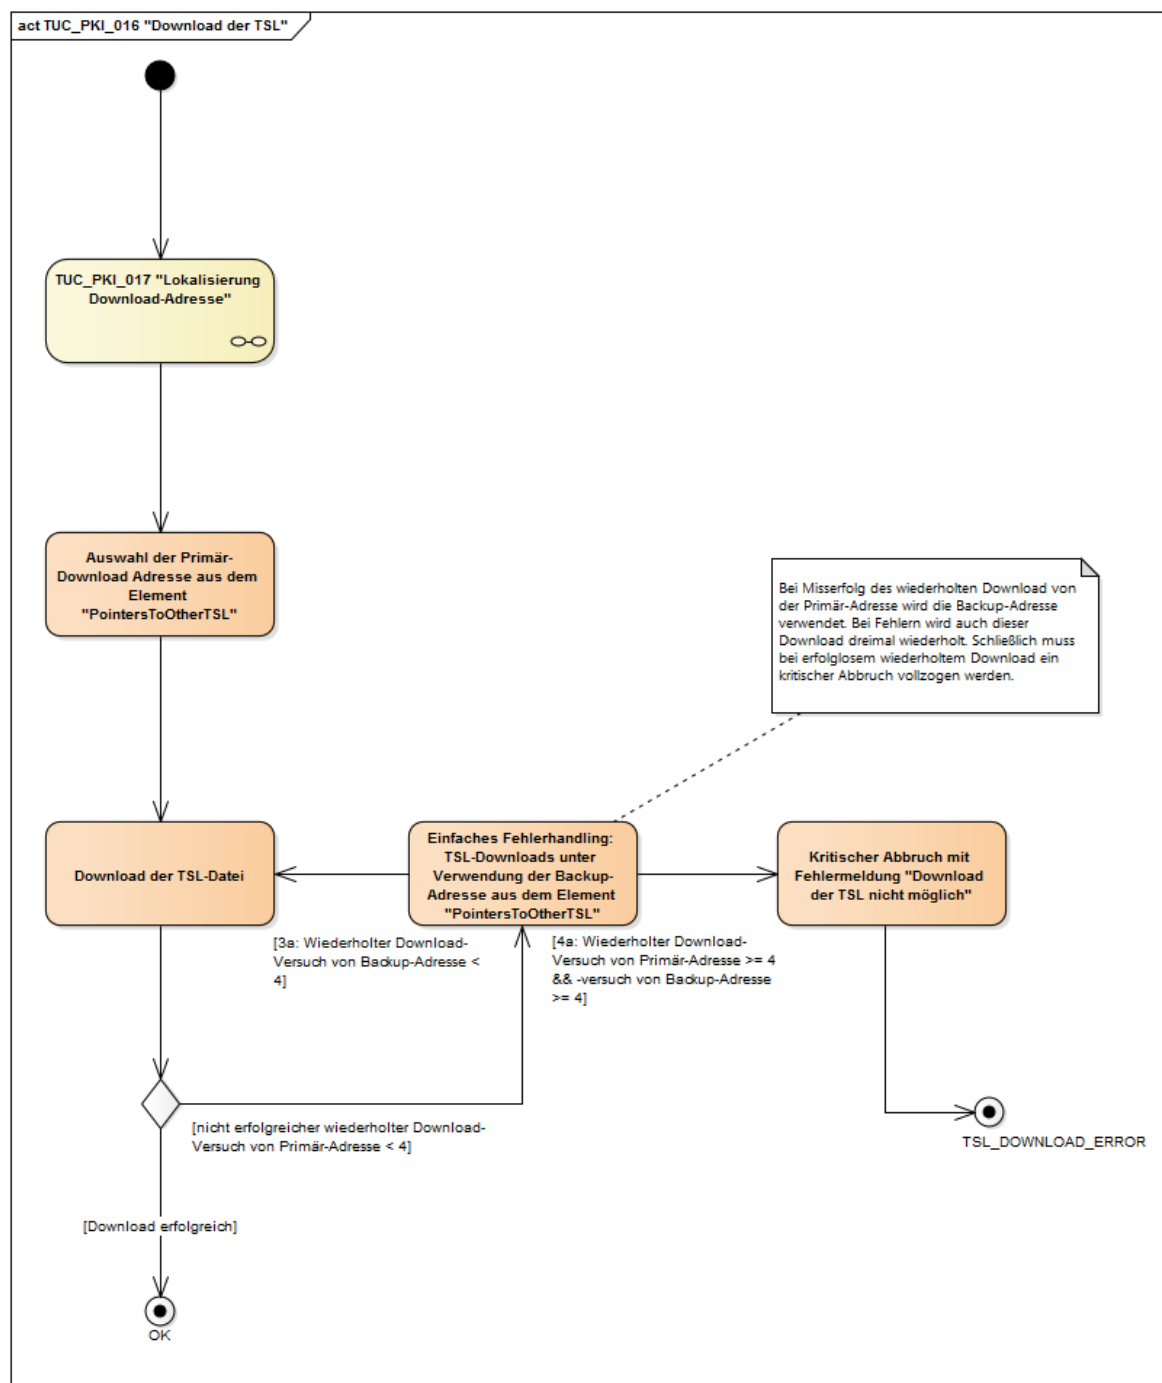 act TUC_PKI_016 "Download der TSL"
TUC_PKI_017 "Lokalisierung
Download-Adresse"
Auswahl der Primär-
Download Adresse aus dem
Element
"PointersToOtherTSL"
Bei Misserfolg des wiederholten Download von
der Primär-Adresse wird die Backup-Adresse
verwendet. Bei Fehlern wird auch dieser
Download dreimal wiederholt. Schließlich muss
bei erfolglosem wiederholtem Download ein
kritischer Abbruch vollzogen werden.
Download der TSL-Datei
Einfaches Fehlerhandling:
TSL-Downloads unter
Verwendung der Backup-
Adresse aus dem Element
"PointersToOtherTSL"
Kritischer Abbruch mit
Fehlermeldung "Download
der TSL nicht möglich"
[3a: Wiederholter Download-
Versuch von Backup-Adresse <
4]
[4a: Wiederholter Download-
Versuch von Primär-Adresse >= 4
&& -versuch von Backup-Adresse
>= 4]
[nicht erfolgreicher wiederholter Download-
Versuch von Primär-Adresse < 4]
TSL_DOWNLOAD_ERROR
[Download erfolgreich]
OK